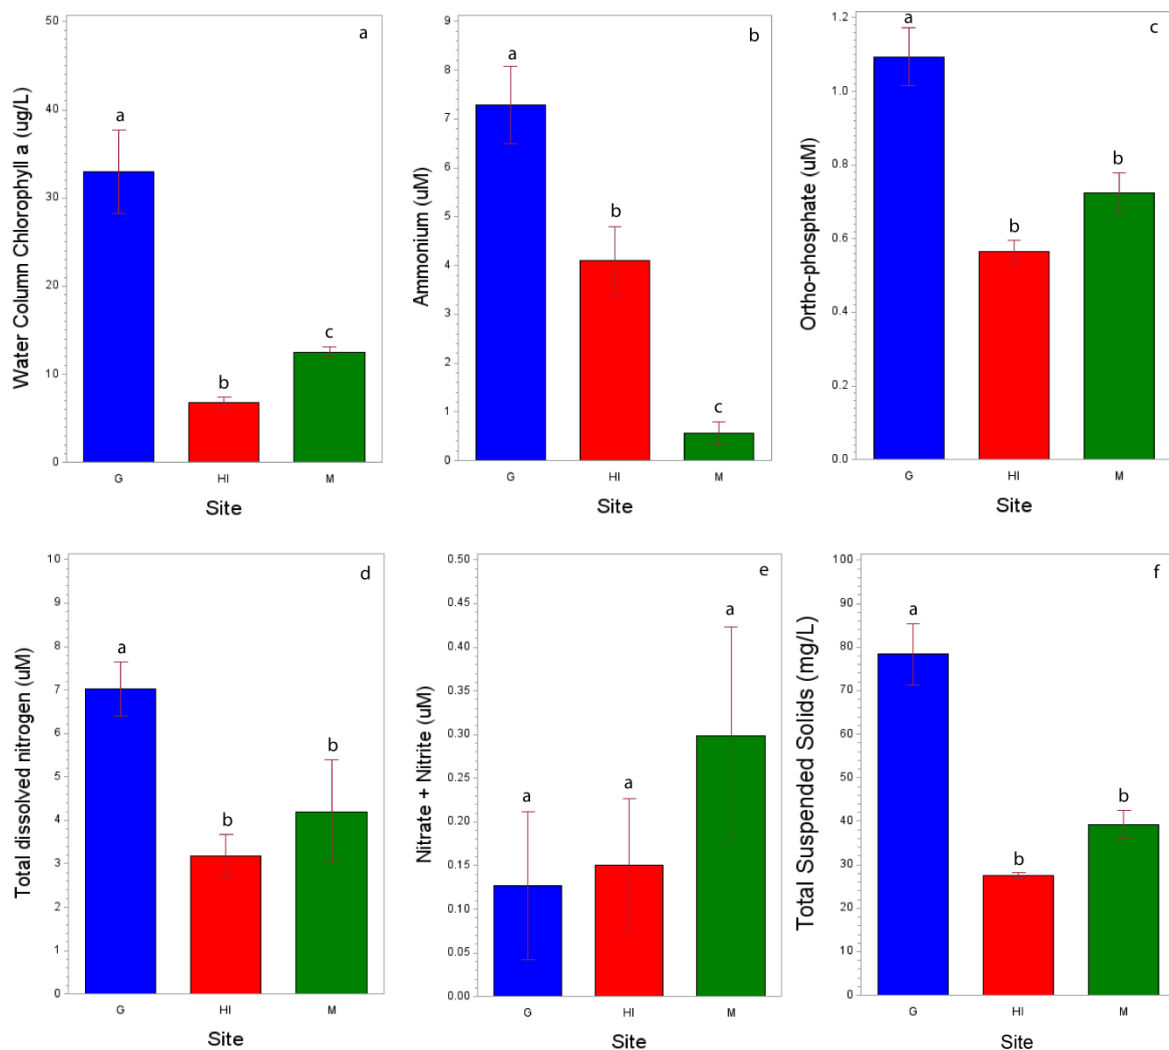 a
Water Column Chlorophyll a (ug/L)
50
40
30
20
10
0
a
b
c
G HI M
Site
b
Ammonium (uM)
9
8
7
6
5
4
3
2
1
0
a
b
c
G HI M
Site
c
Ortho-phosphate (uM)
1.2
1.0
0.8
0.6
0.4
0.2
0.0
a
b
b
G HI M
Site
d
Total dissolved nitrogen (uM)
10
9
8
7
6
5
4
3
2
1
0
a
b
b
G HI M
Site
e
Nitrate + Nitrite (uM)
0.50
0.45
0.40
0.35
0.30
0.25
0.20
0.15
0.10
0.05
0.00
a
a
a
G HI M
Site
f
Total Suspended Solids (mg/L)
100
90
80
70
60
50
40
30
20
10
0
a
b
b
G HI M
Site